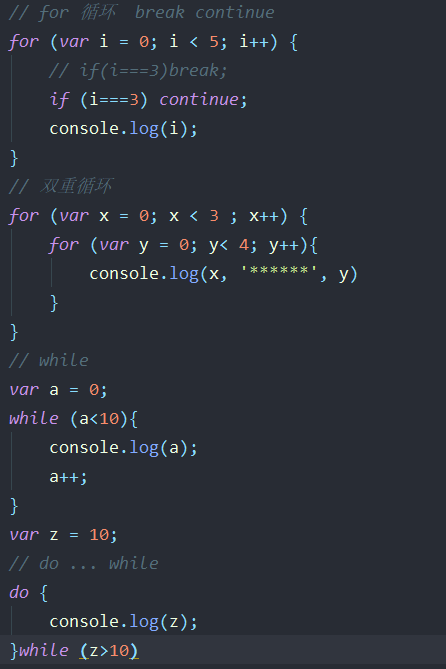 // for 循环  break continue
for (var i = 0; i < 5; i++) {
    // if(i===3)break;
    if (i===3) continue;
    console.log(i);
}
// 双重循环
for (var x = 0; x < 3 ; x++) {
    for (var y = 0; y< 4; y++){
        console.log(x, '******', y)
    }
}
// while
var a = 0;
while (a<10){
    console.log(a);
    a++;
}
var z = 10;
// do ... while
do {
    console.log(z);
}while (z>10)